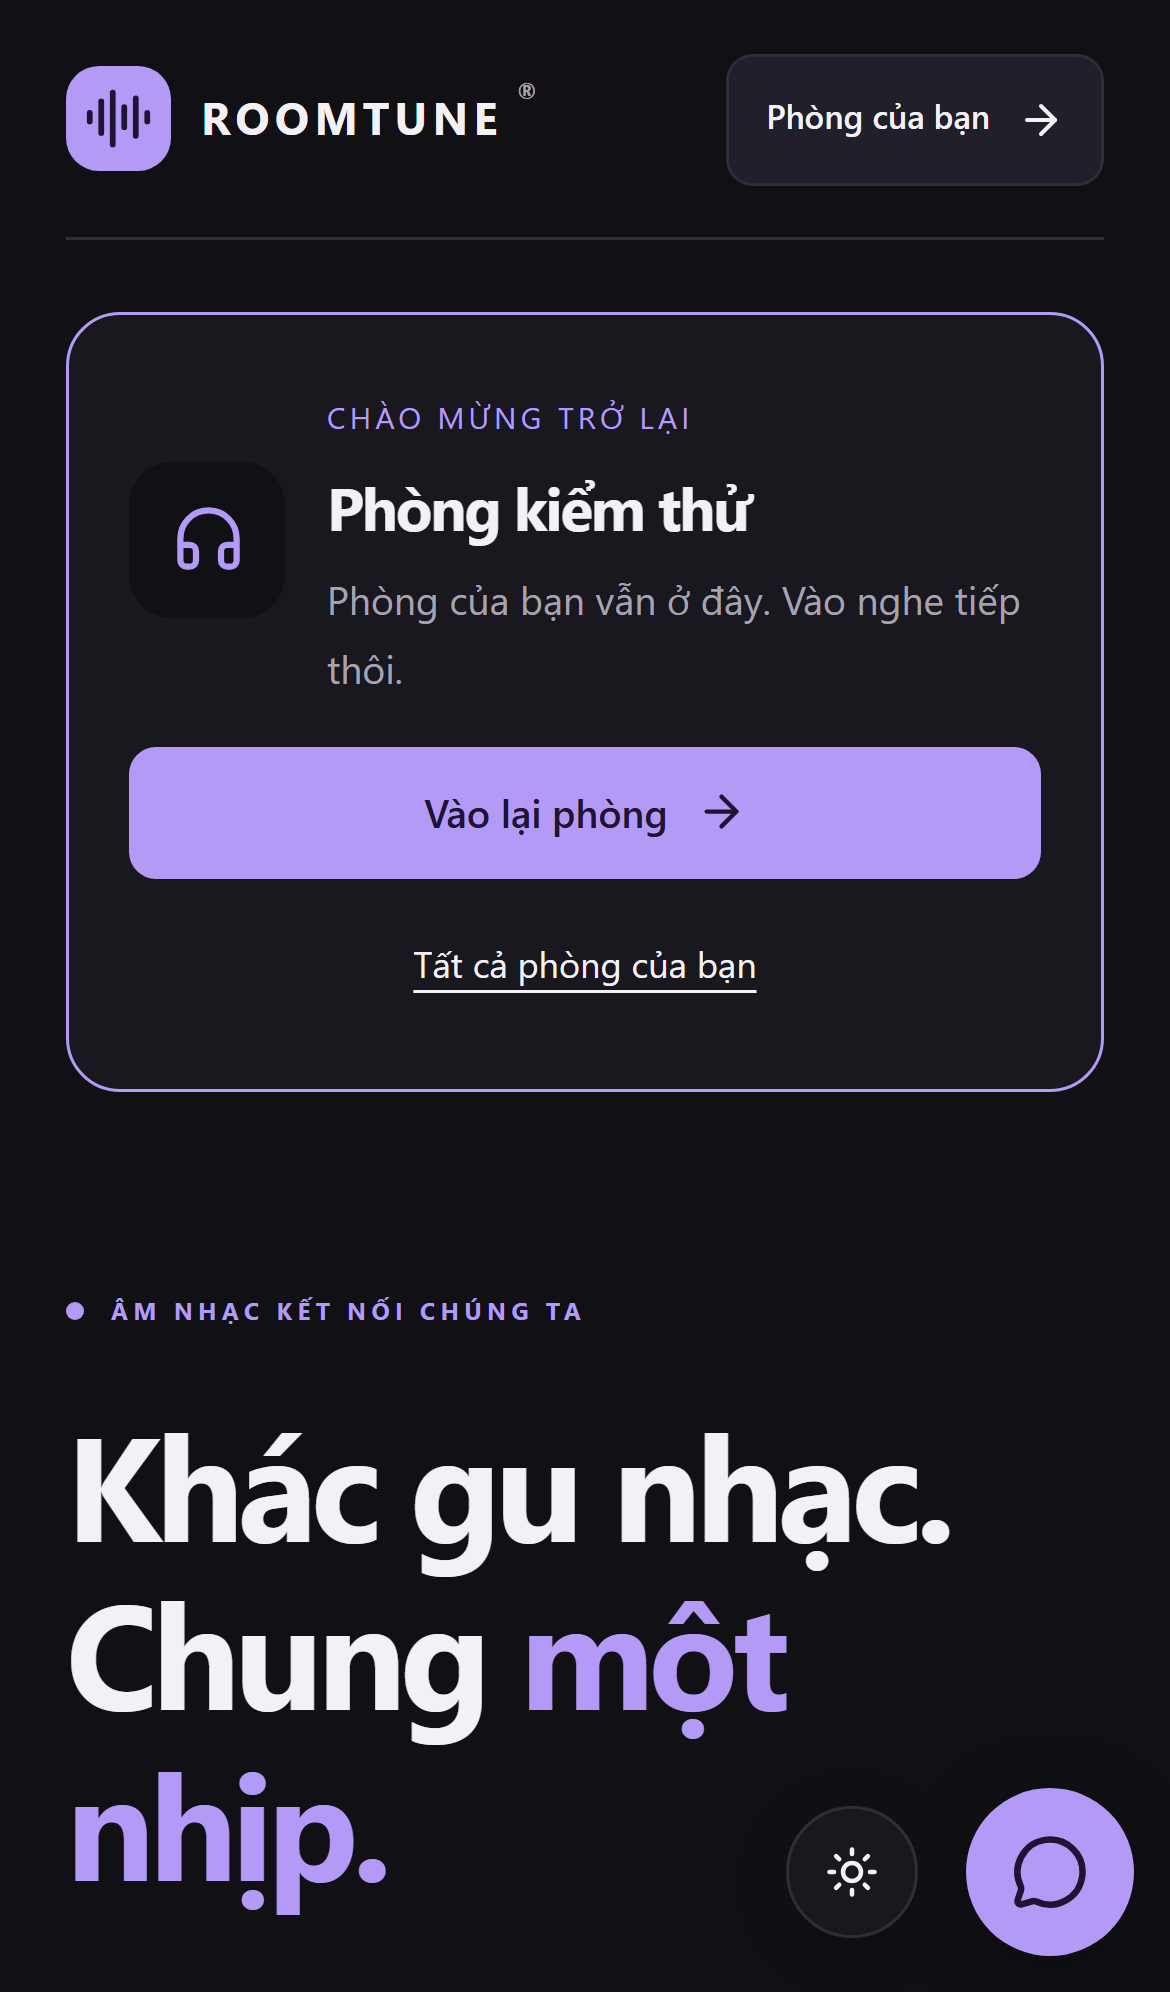 ROOMTUNE ®
Phòng của bạn
CHÀO MỪNG TRỞ LẠI
Phòng kiểm thử
Phòng của bạn vẫn ở đây. Vào nghe tiếp
thôi.
Vào lại phòng
Tất cả phòng của bạn
ÂM NHẠC KẾT NỐI CHÚNG TA
Khác gu nhạc.
Chung một
nhịp.